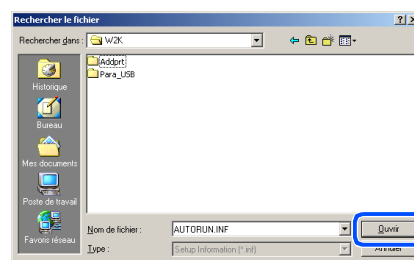 Rechercher le fichier
Rechercher dans : W2K
Addprt
Para_USB
Historique
Bureau
Mes documents
Poste de travail
Favoris réseau
Nom de fichier : AUTORUN.INF Ouvrir
Type : Setup Information (*.inf) Annuler